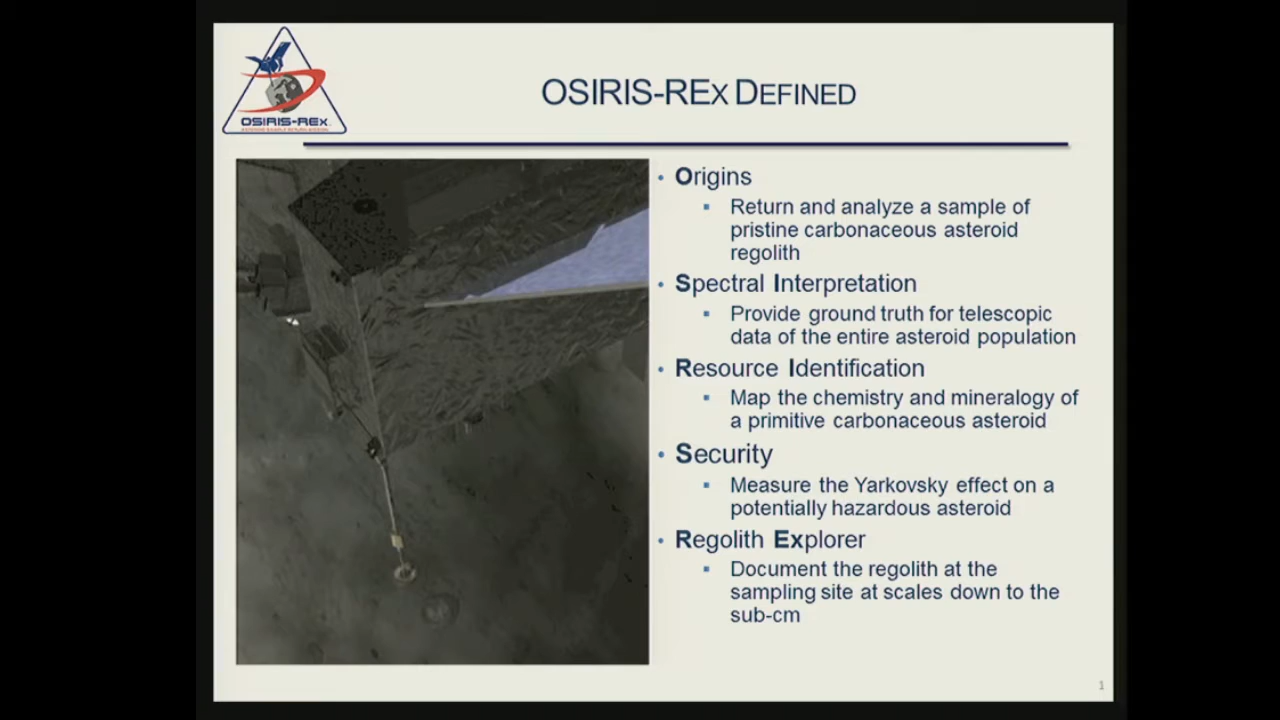 OSIRIS-REx DEFINED
OSIRIS-REx
• Origins
▪ Return and analyze a sample of
pristine carbonaceous asteroid
regolith
• Spectral Interpretation
▪ Provide ground truth for telescopic
data of the entire asteroid population
• Resource Identification
▪ Map the chemistry and mineralogy of
a primitive carbonaceous asteroid
• Security
▪ Measure the Yarkovsky effect on a
potentially hazardous asteroid
• Regolith Explorer
▪ Document the regolith at the
sampling site at scales down to the
sub-cm
1